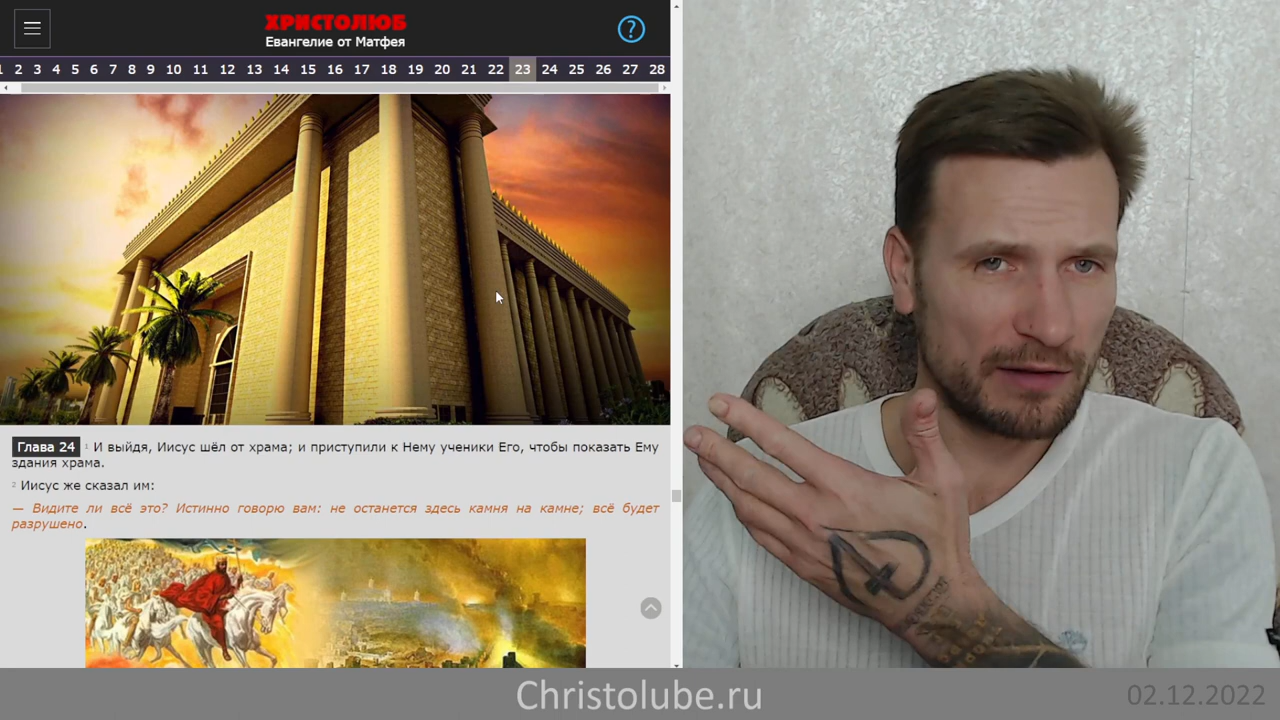 ХРИСТОЛЮБ
Евангелие от Матфея
2 3 4 5 6 7 8 9 10 11 12 13 14 15 16 17 18 19 20 21 22 23 24 25 26 27 28
Глава 24 1 И выйдя, Иисус шёл от храма; и приступили к Нему ученики Его, чтобы показать Ему
здания храма.
2 Иисус же сказал им:
— Видите ли всё это? Истинно говорю вам: не останется здесь камня на камне; всё будет
разрушено.
Christolube.ru
02.12.2022